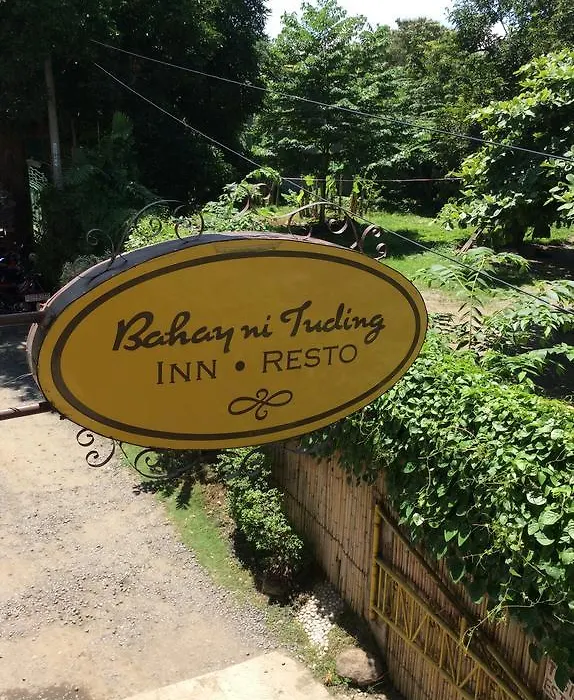 Bahay ni Tuding
INN • RESTO